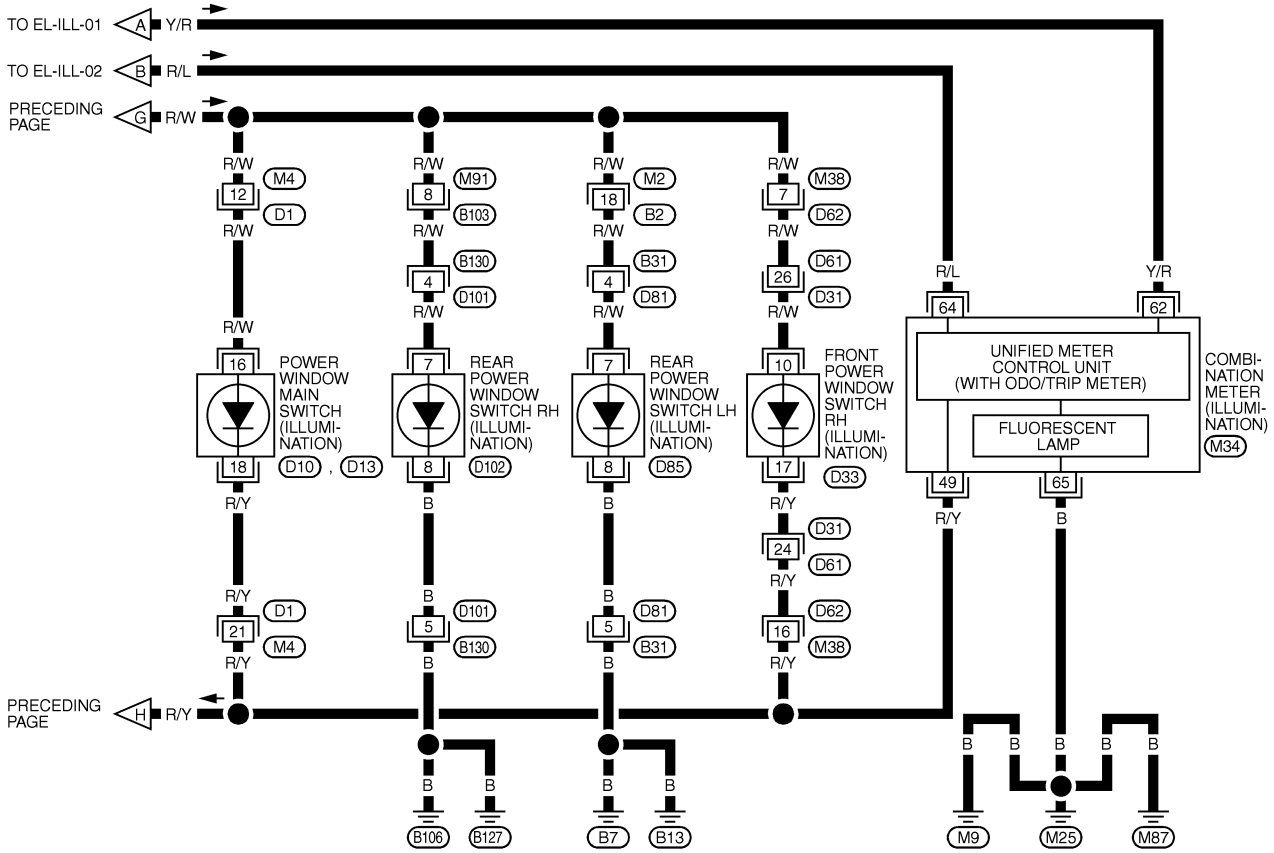 TO EL-ILL-01 A Y/R
TO EL-ILL-02 B R/L
PRECEDING
PAGE
G R/W
R/W R/W R/W R/W
12 M4 8 M91 18 M2 7 M38
D1 B103 B2 D62
R/W R/W R/W R/W
4 B130 4 B31 26 D61
D101 D81 D31
R/L Y/R
R/W R/W R/W R/W
64 62
16 7 7 10
POWER
WINDOW
MAIN
SWITCH
(ILLUMI-
NATION)
D10 , D13
REAR
POWER
WINDOW
SWITCH RH
(ILLUMI-
NATION)
D102
REAR
POWER
WINDOW
SWITCH LH
(ILLUMI-
NATION)
D85
FRONT
POWER
WINDOW
SWITCH
RH
(ILLUMI-
NATION)
D33
UNIFIED METER
CONTROL UNIT
(WITH ODO/TRIP METER)
FLUORESCENT
LAMP
COMBI-
NATION
METER
(ILLUMI-
NATION)
M34
18 8 8 17
49 65
R/Y B B R/Y
R/Y B
24 D31
D61
R/Y B B R/Y
21 D1 5 D101 5 D81 16 D62
M4 B130 B31 M38
R/Y B B R/Y
PRECEDING
PAGE
H R/Y
B B B B B
B B B B
B106 B127 B7 B13 M9 M25 M87